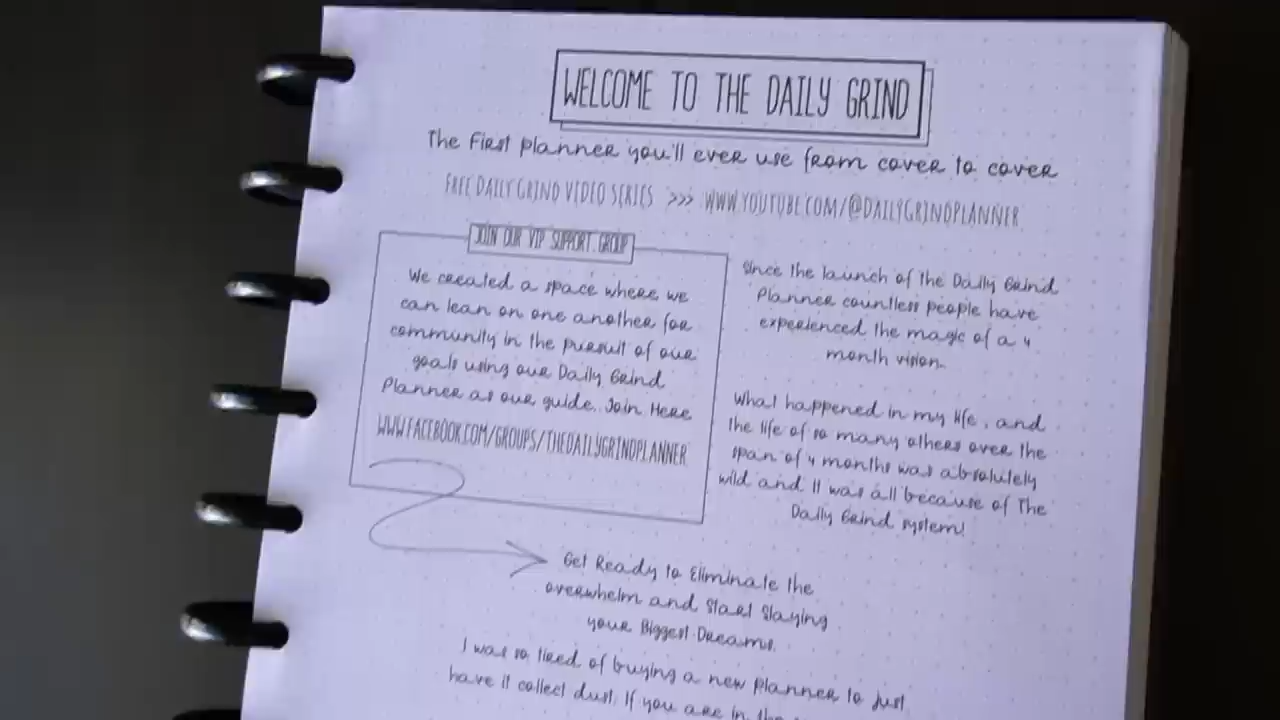 WELCOME TO THE DAILY GRIND
The First planner you'll ever use from cover to cover
FREE DAILY GRIND VIDEO SERIES >>> WWW.YOUTUBE.COM/@DAILYGRINDPLANNER
JOIN OUR VIP SUPPORT GROUP
We created a space where we
can lean on one another for
community in the pursuit of our
goals using our Daily Grind
Planner as our guide. Join Here
WWW.FACEBOOK.COM/GROUPS/THEDAILYGRINDPLANNER
Since the launch of the Daily Grind
Planner countless people have
experienced the magic of a 4
month vision.
What happened in my life, and
the life of so many others over the
span of 4 months was absolutely
wild and it was all because of The
Daily Grind system!
Get Ready to Eliminate the
overwhelm and Start Slaying
your Biggest Dreams.
I was so tired of buying a new planner to just
have it collect dust. If you are in the